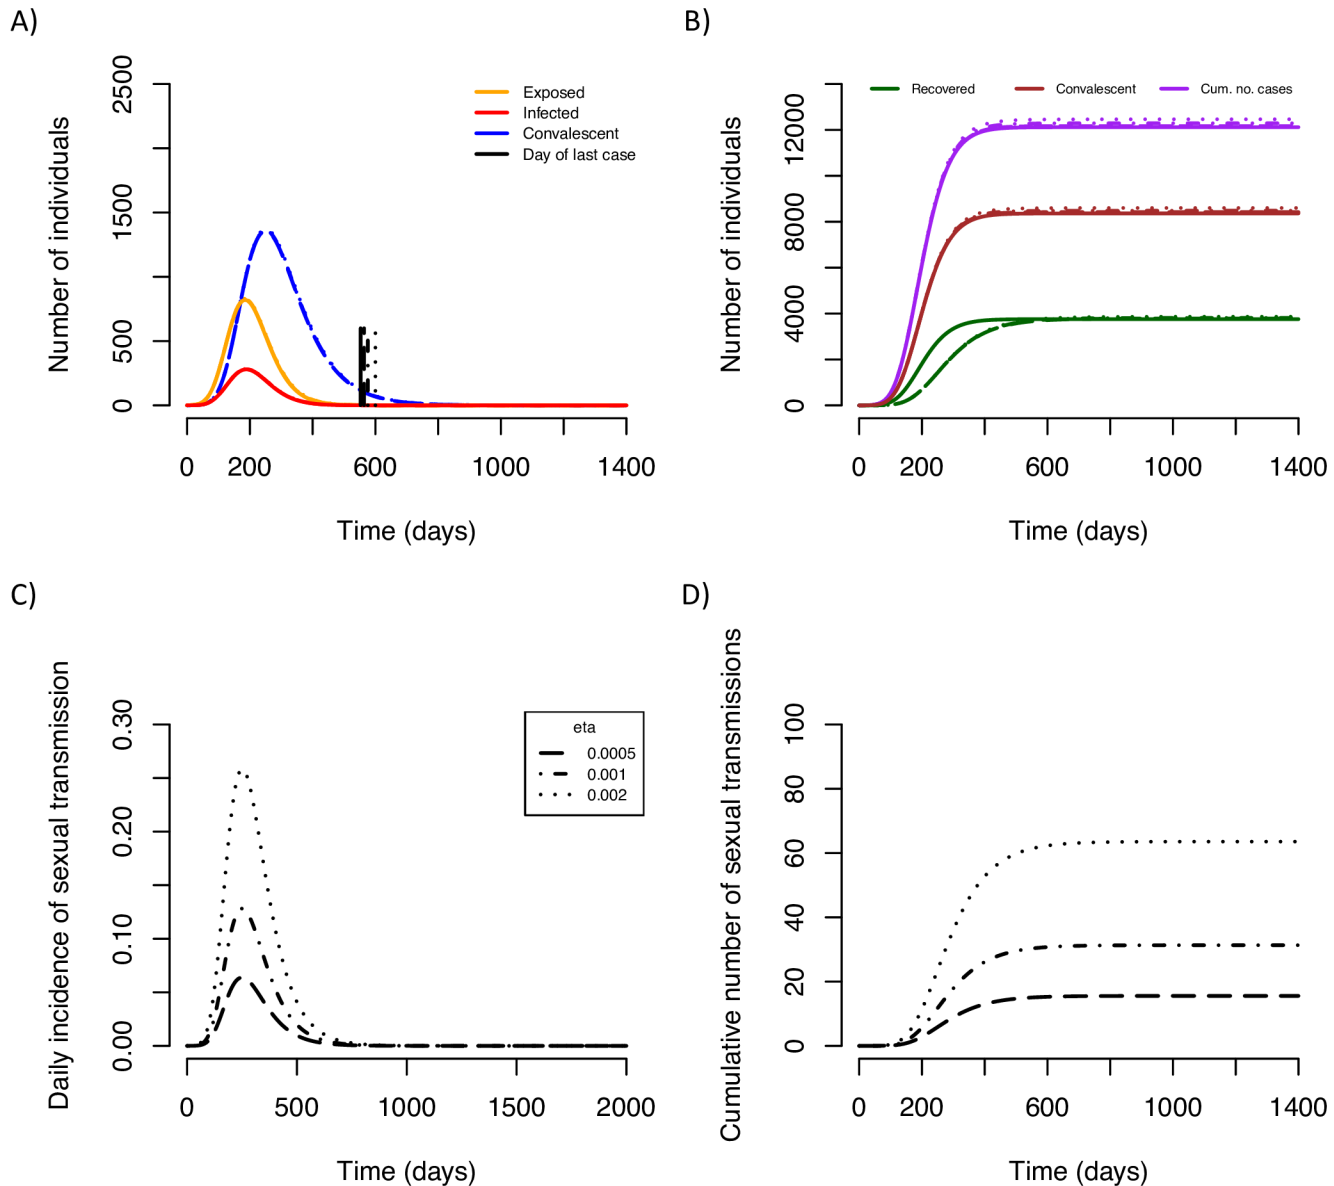 A)
Number of individuals
2500
1500
500
0
Exposed
Infected
Convalescent
Day of last case
0 200 600 1000 1400
Time (days)
B)
Number of individuals
12000
8000
4000
0
Recovered Convalescent Cum. no. cases
0 200 600 1000 1400
Time (days)
C)
Daily incidence of sexual transmission
0.30
0.20
0.10
0.00
eta
0.0005
0.001
0.002
0 500 1000 1500 2000
Time (days)
D)
Cumulative number of sexual transmissions
100
80
60
40
20
0
0 200 600 1000 1400
Time (days)